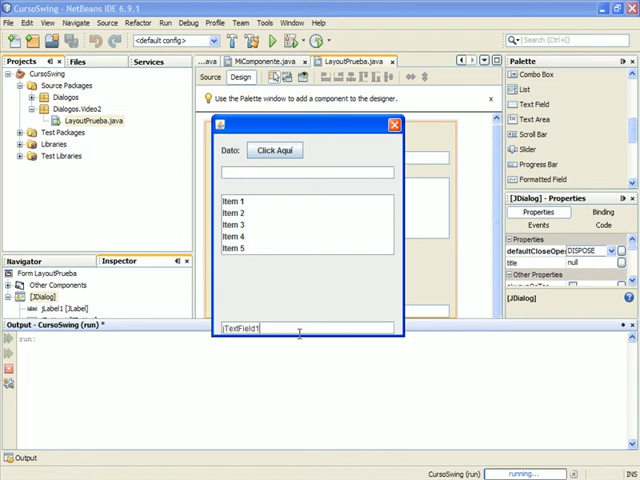 CursoSwing - NetBeans IDE 6.9.1
File Edit View Navigate Source Refactor Run Debug Profile Team Tools Window Help
<default config>
Search (Ctrl+I)
Projects Files Services
CursoSwing
Source Packages
Dialogos
Dialogos.Video2
LayoutPrueba.java
Test Packages
Libraries
Test Libraries
Navigator Inspector
Form LayoutPrueba
Other Components
[JDialog]
jLabel1 [JLabel]
...ava MiComponente.java LayoutPrueba.java
Source Design
Use the Palette window to add a component to the designer.
Dato: Click Aquí
Item 1
Item 2
Item 3
Item 4
Item 5
jTextField1
Palette
Combo Box
List
Text Field
Text Area
Scroll Bar
Slider
Progress Bar
Formatted Field
[JDialog] - Properties
Properties Binding
Events Code
Properties
defaultCloseOper DISPOSE
title null
Other Properties
alwaysOnTop
[JDialog]
Output - CursoSwing (run)
run:
Output
CursoSwing (run) running... INS